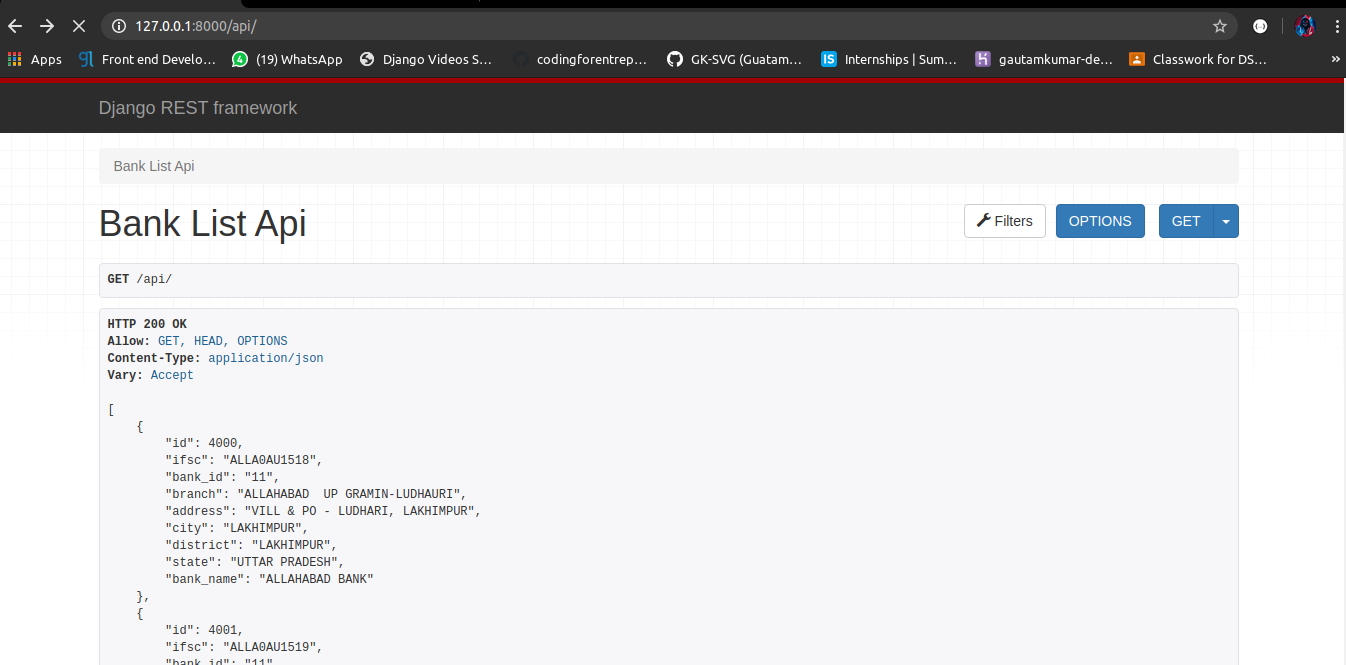 127.0.0.1:8000/api/
Apps Front end Develo... 4 (19) WhatsApp Django Videos S... codingforentrep... GK-SVG (Guatam... IS Internships | Sum... gautamkumar-de... Classwork for DS... »
Django REST framework
Bank List Api
Bank List Api Filters OPTIONS GET
GET /api/
HTTP 200 OK
Allow: GET, HEAD, OPTIONS
Content-Type: application/json
Vary: Accept
[
{
"id": 4000,
"ifsc": "ALLA0AU1518",
"bank_id": "11",
"branch": "ALLAHABAD  UP GRAMIN-LUDHAURI",
"address": "VILL & PO - LUDHARI, LAKHIMPUR",
"city": "LAKHIMPUR",
"district": "LAKHIMPUR",
"state": "UTTAR PRADESH",
"bank_name": "ALLAHABAD BANK"
},
{
"id": 4001,
"ifsc": "ALLA0AU1519",
"bank_id": "11"